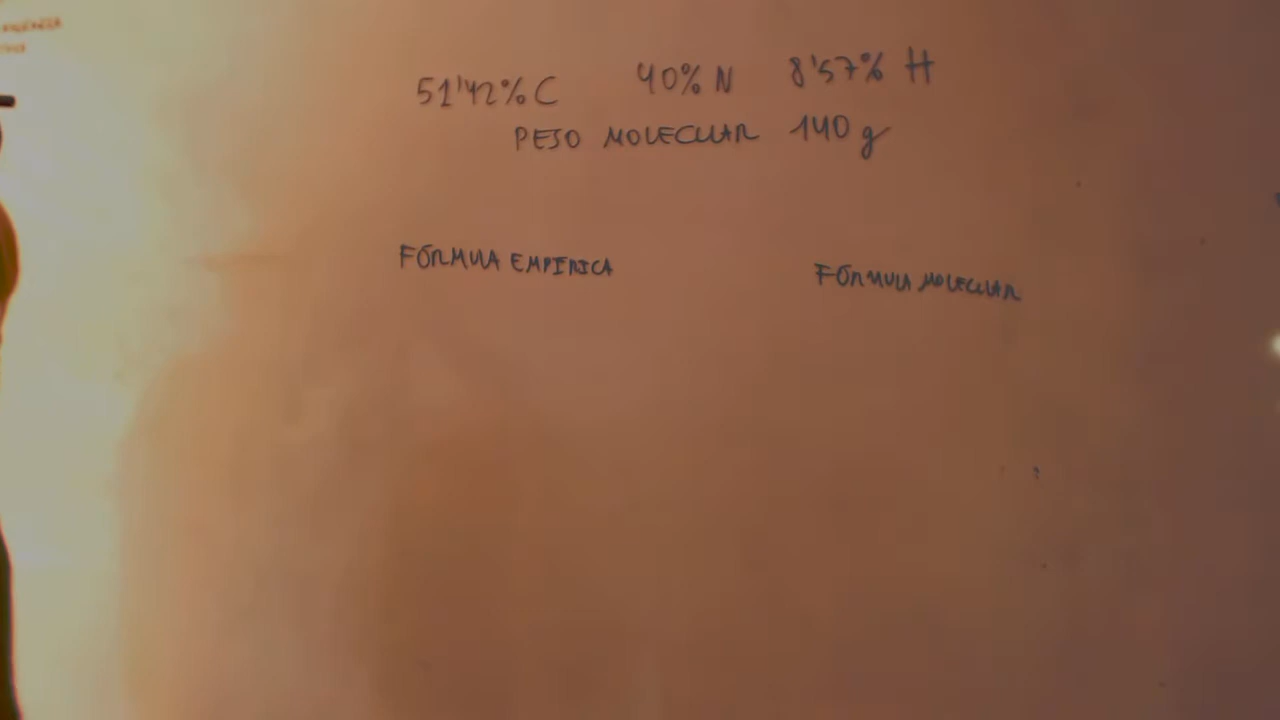 51'42% C 40% N 8'57% H
PESO MOLECULAR 140 g
FÓRMULA EMPÍRICA
FÓRMULA MOLECULAR